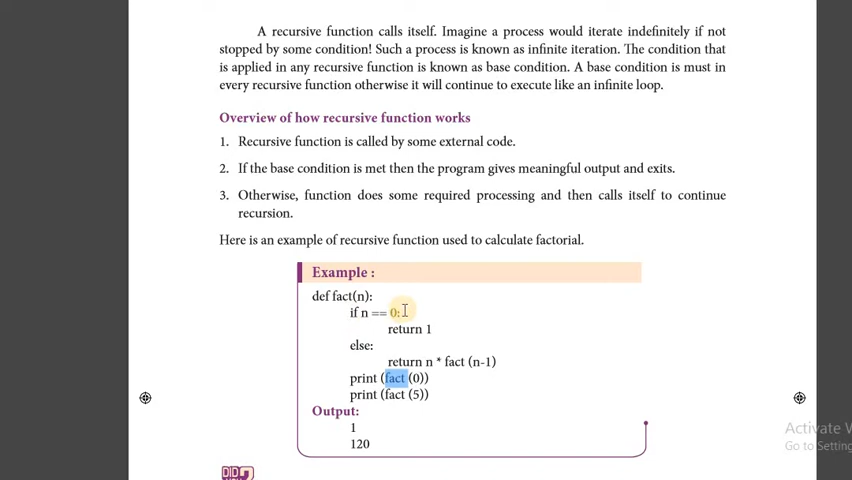 A recursive function calls itself. Imagine a process would iterate indefinitely if not
stopped by some condition! Such a process is known as infinite iteration. The condition that
is applied in any recursive function is known as base condition. A base condition is must in
every recursive function otherwise it will continue to execute like an infinite loop.
Overview of how recursive function works
1. Recursive function is called by some external code.
2. If the base condition is met then the program gives meaningful output and exits.
3. Otherwise, function does some required processing and then calls itself to continue
recursion.
Here is an example of recursive function used to calculate factorial.
Example :
def fact(n):
if n == 0:
return 1
else:
return n * fact (n-1)
print (fact (0))
print (fact (5))
Output:
1
120
Activate W
Go to Setting
DID